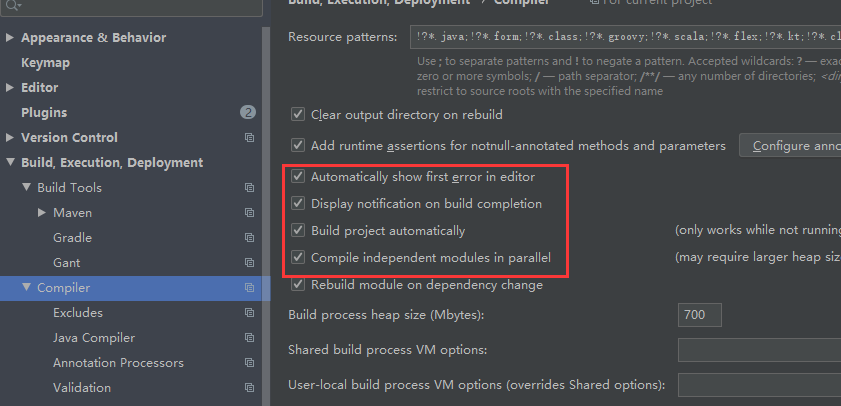 Build, Execution, Deployment › Compiler For current project
Appearance & Behavior
Keymap
Editor
Plugins 2
Version Control
Build, Execution, Deployment
Build Tools
Maven
Gradle
Gant
Compiler
Excludes
Java Compiler
Annotation Processors
Validation
Resource patterns: !?*.java;!?*.form;!?*.class;!?*.groovy;!?*.scala;!?*.flex;!?*.kt;!?*.cl
Use ; to separate patterns and ! to negate a pattern. Accepted wildcards: ? — exa
zero or more symbols; / — path separator; /**/ — any number of directories; <di
restrict to source roots with the specified name
Clear output directory on rebuild
Add runtime assertions for notnull-annotated methods and parameters Configure anno
Automatically show first error in editor
Display notification on build completion
Build project automatically (only works while not running
Compile independent modules in parallel (may require larger heap size
Rebuild module on dependency change
Build process heap size (Mbytes): 700
Shared build process VM options:
User-local build process VM options (overrides Shared options):